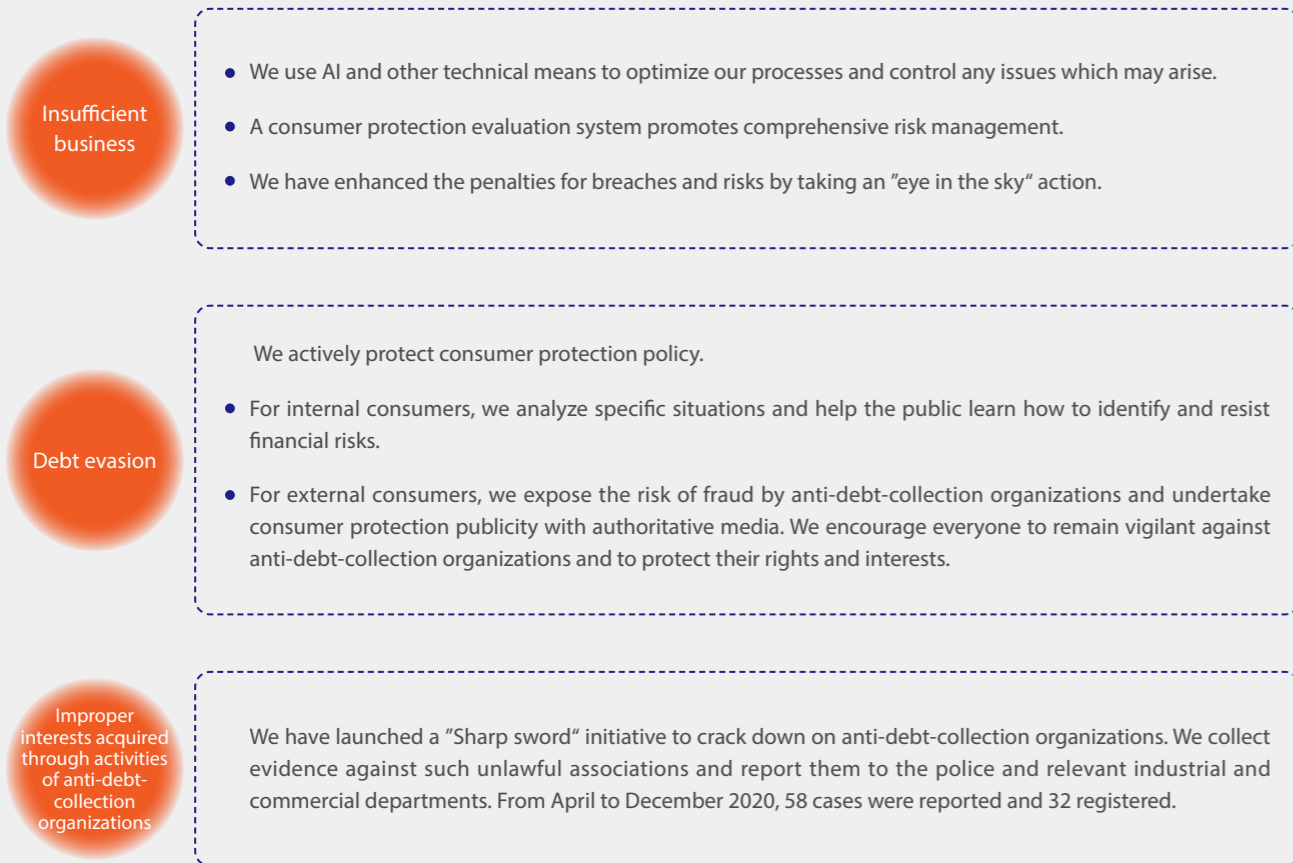 Insufficient
business
• We use AI and other technical means to optimize our processes and control any issues which may arise.
• A consumer protection evaluation system promotes comprehensive risk management.
• We have enhanced the penalties for breaches and risks by taking an ”eye in the sky“ action.
Debt evasion
We actively protect consumer protection policy.
• For internal consumers, we analyze specific situations and help the public learn how to identify and resist
financial risks.
• For external consumers, we expose the risk of fraud by anti-debt-collection organizations and undertake
consumer protection publicity with authoritative media. We encourage everyone to remain vigilant against
anti-debt-collection organizations and to protect their rights and interests.
Improper
interests acquired
through activities
of anti-debt-
collection
organizations
We have launched a ”Sharp sword“ initiative to crack down on anti-debt-collection organizations. We collect
evidence against such unlawful associations and report them to the police and relevant industrial and
commercial departments. From April to December 2020, 58 cases were reported and 32 registered.